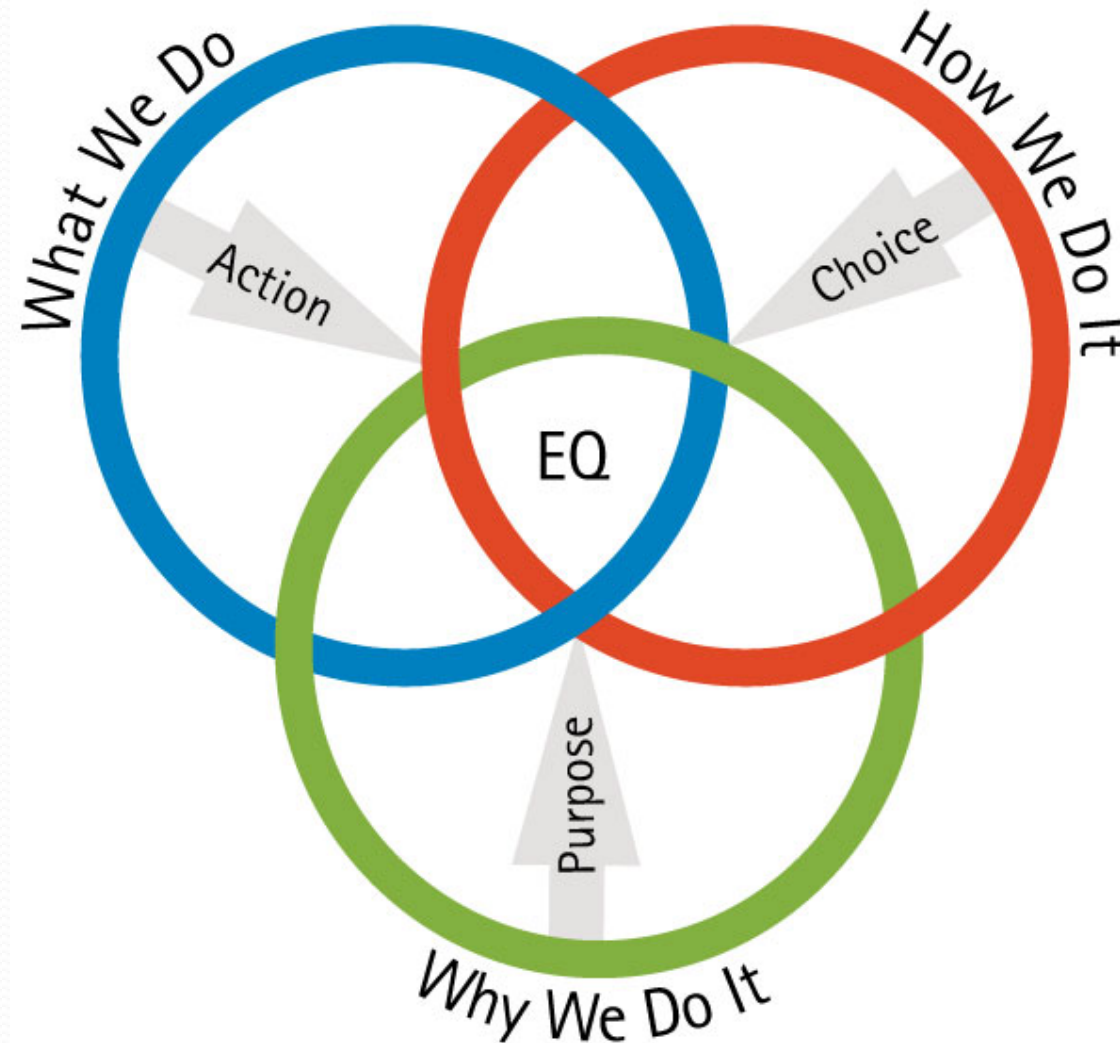 What We Do
How We Do It
Action
Choice
EQ
Purpose
Why We Do It